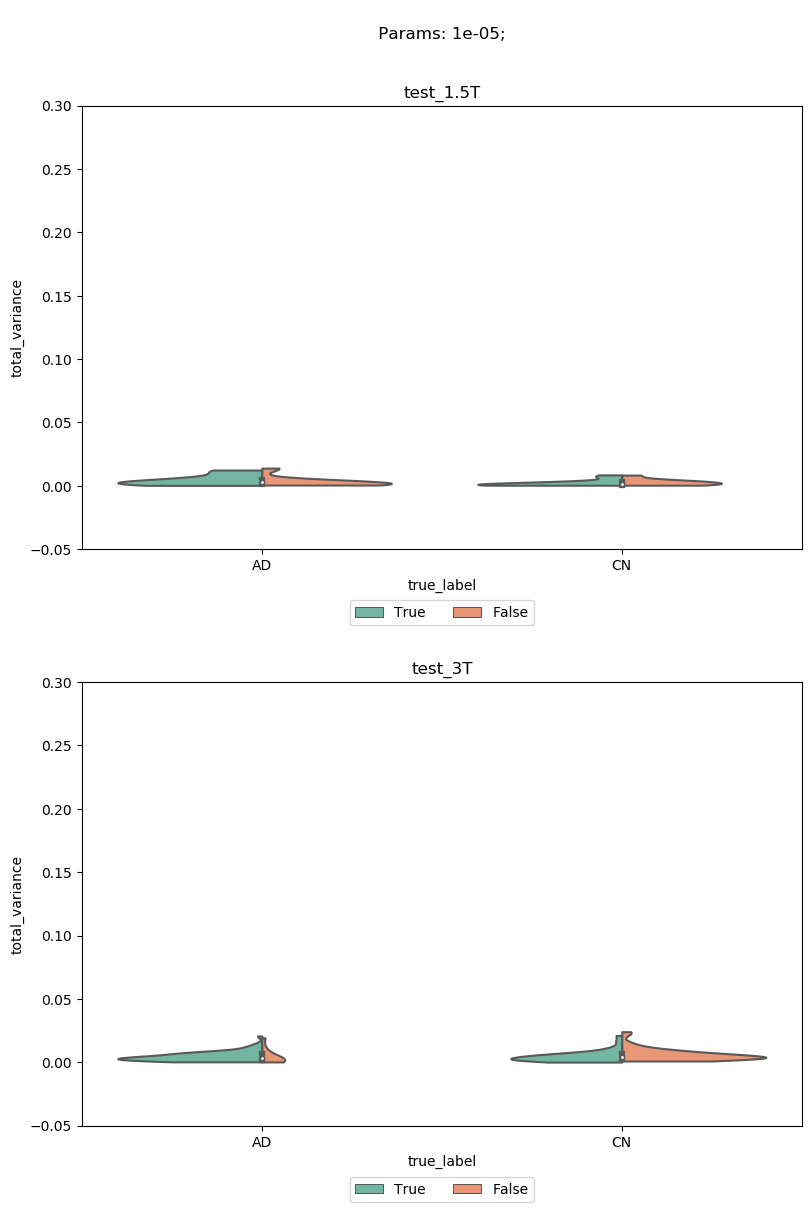 Params: 1e-05;
test_1.5T
0.30
0.25
0.20
0.15
0.10
0.05
0.00
−0.05
total_variance
AD CN
true_label
True False
test_3T
0.30
0.25
0.20
0.15
0.10
0.05
0.00
−0.05
total_variance
AD CN
true_label
True False